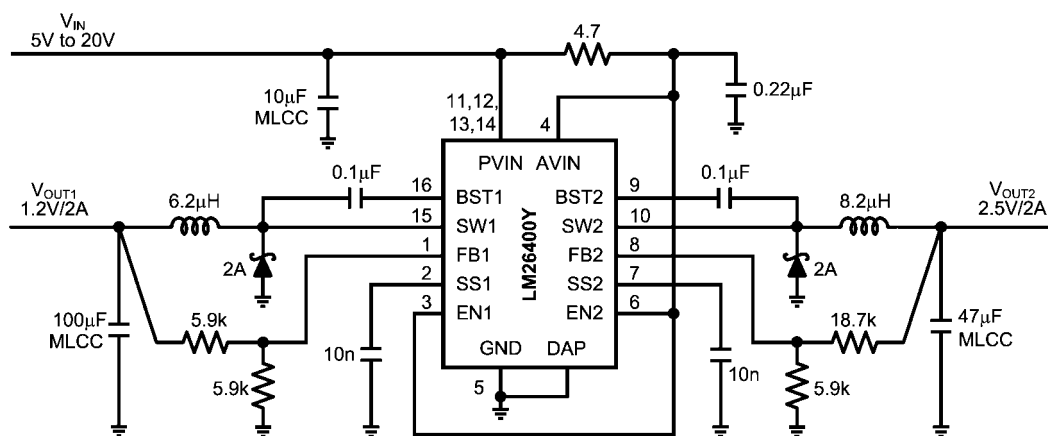 V_IN
5V to 20V
4.7
10μF
MLCC
11,12,
13,14
4
0.22μF
PVIN AVIN
0.1μF
0.1μF
V_OUT1
1.2V/2A
6.2μH
16
BST1
BST2
9
8.2μH
V_OUT2
2.5V/2A
15
SW1
SW2
10
2A
1
FB1
FB2
8
2A
2
SS1
SS2
7
3
EN1
EN2
6
LM26400Y
100μF
MLCC
5.9k
18.7k
47μF
MLCC
10n
GND DAP
10n
5.9k
5
5.9k